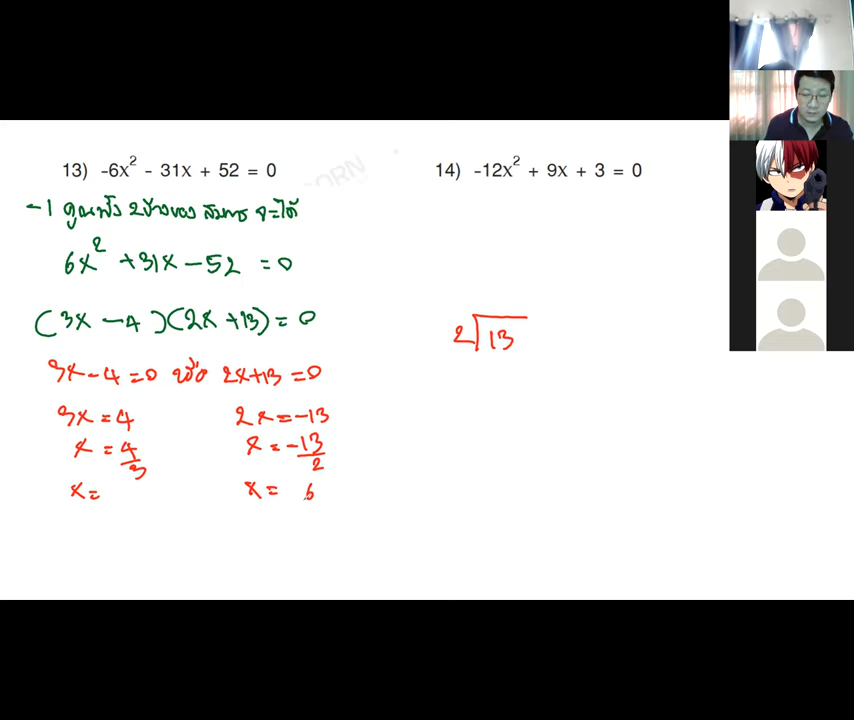 13) -6x² - 31x + 52 = 0
-1 คูณทั้ง 2 ข้างของ สมการ จะได้
6x² + 31x - 52 = 0
(3x - 4)(2x + 13) = 0
3x - 4 = 0 หรือ 2x + 13 = 0
3x = 4
2x = -13
x = 4/3
x = -13/2
x =
x = 6
14) -12x² + 9x + 3 = 0
2 13